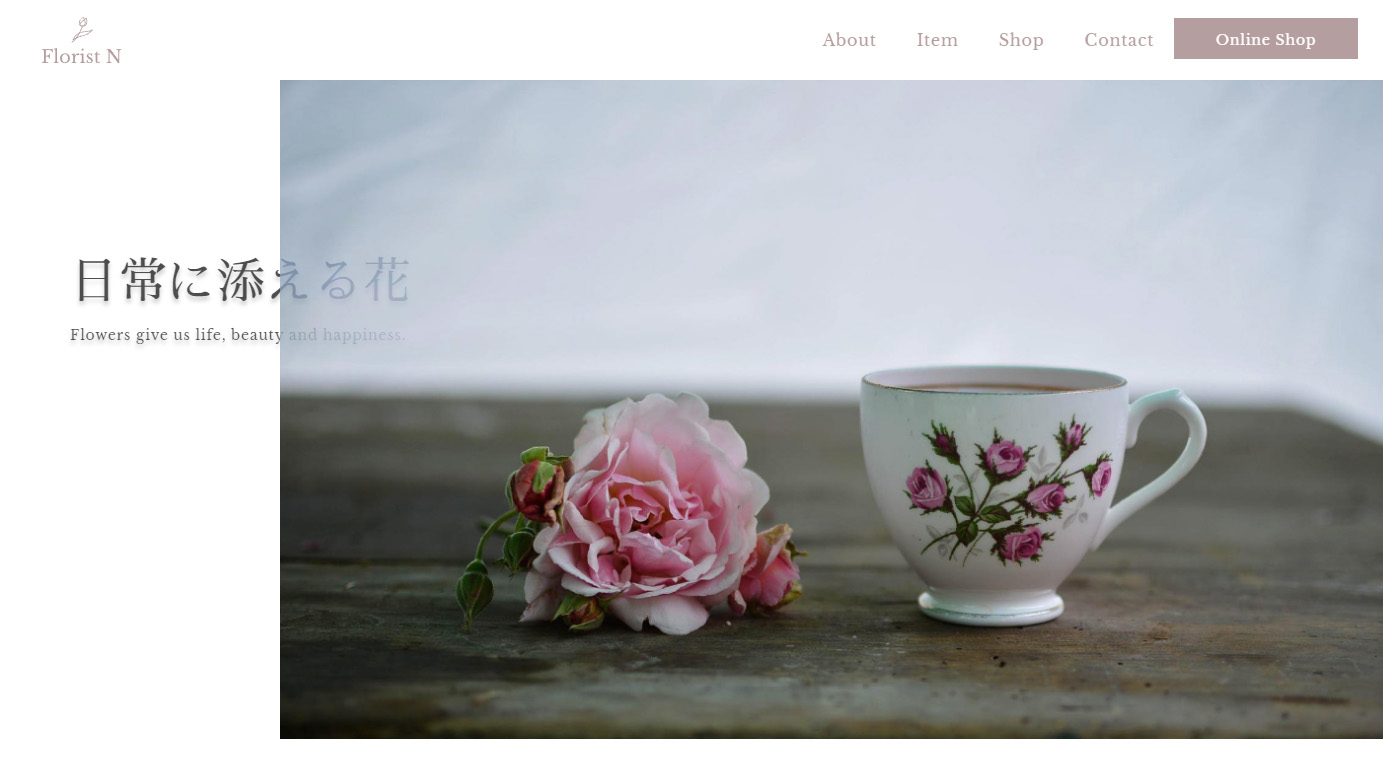 Florist N
About Item Shop Contact Online Shop
日常に添える花
Flowers give us life, beauty and happiness.